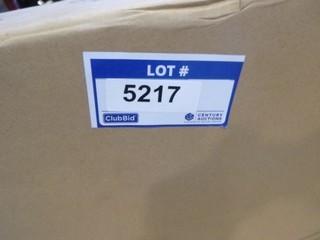 LOT #
5217
ClubBid
CENTURY
AUCTIONS